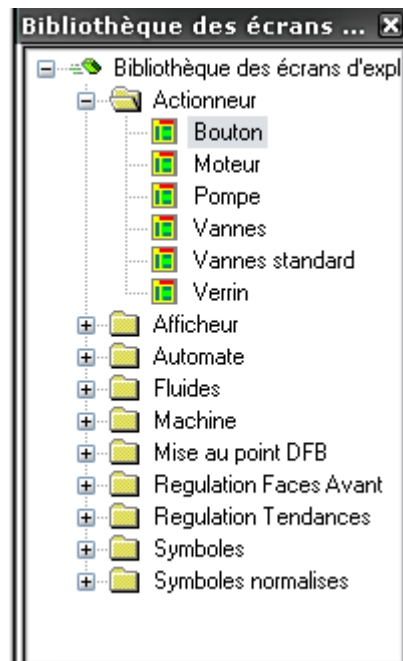 Bibliothèque des écrans ...
Bibliothèque des écrans d'expl
Actionneur
Bouton
Moteur
Pompe
Vannes
Vannes standard
Verrin
Afficheur
Automate
Fluides
Machine
Mise au point DFB
Regulation Faces Avant
Regulation Tendances
Symboles
Symboles normalises